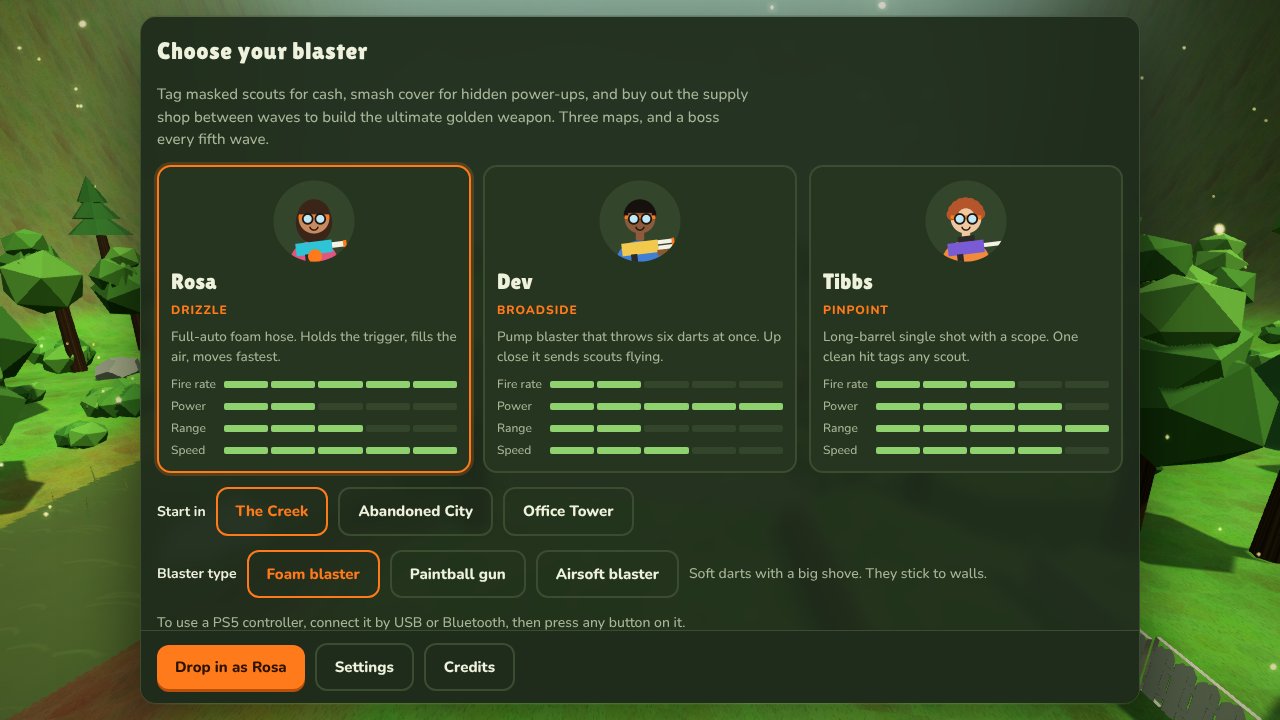 Choose your blaster
Tag masked scouts for cash, smash cover for hidden power-ups, and buy out the supply
shop between waves to build the ultimate golden weapon. Three maps, and a boss
every fifth wave.
Rosa
DRIZZLE
Full-auto foam hose. Holds the trigger, fills the
air, moves fastest.
Fire rate
Power
Range
Speed
Dev
BROADSIDE
Pump blaster that throws six darts at once. Up
close it sends scouts flying.
Fire rate
Power
Range
Speed
Tibbs
PINPOINT
Long-barrel single shot with a scope. One
clean hit tags any scout.
Fire rate
Power
Range
Speed
Start in The Creek Abandoned City Office Tower
Blaster type Foam blaster Paintball gun Airsoft blaster Soft darts with a big shove. They stick to walls.
To use a PS5 controller, connect it by USB or Bluetooth, then press any button on it.
Drop in as Rosa Settings Credits